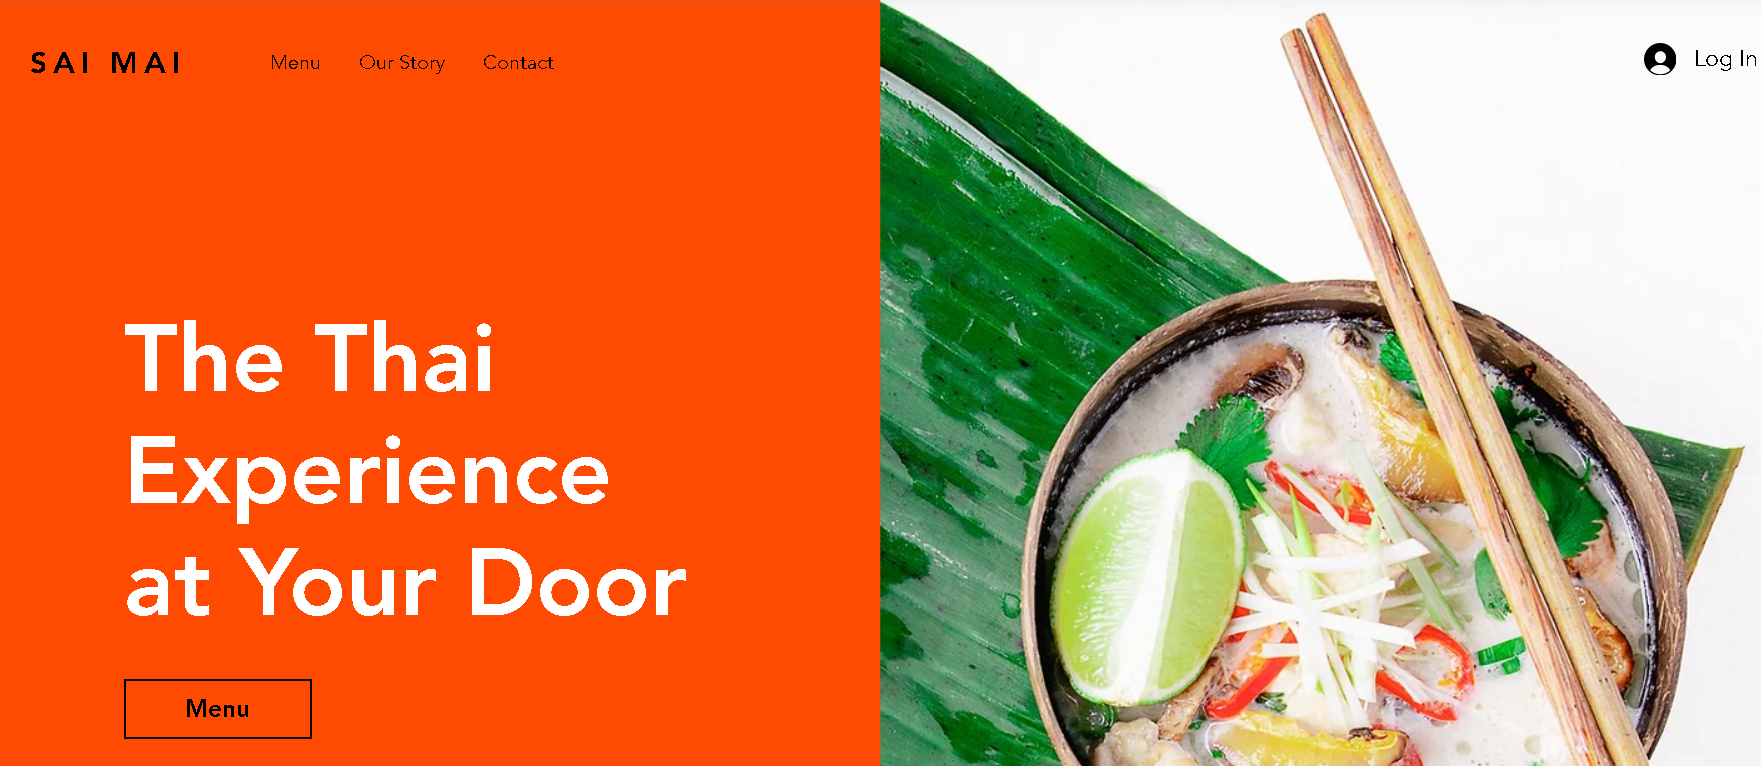 SAI MAI
Menu Our Story Contact
Log In
The Thai
Experience
at Your Door
Menu